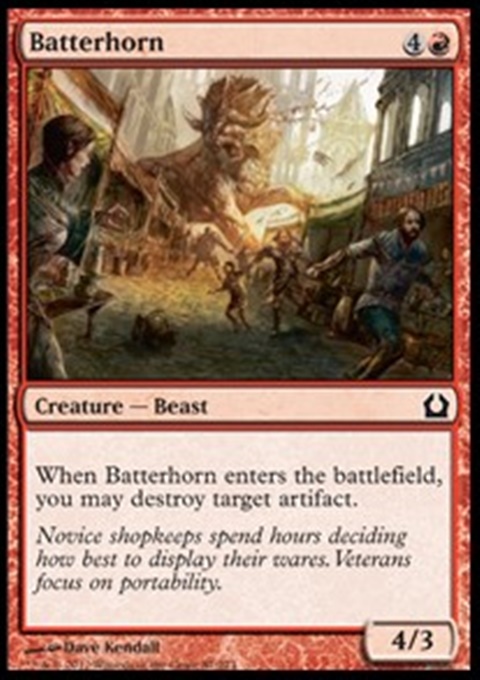 Batterhorn 4
Creature — Beast
When Batterhorn enters the battlefield,
you may destroy target artifact.
Novice shopkeeps spend hours deciding
how best to display their wares. Veterans
focus on portability.
4/3
Dave Kendall